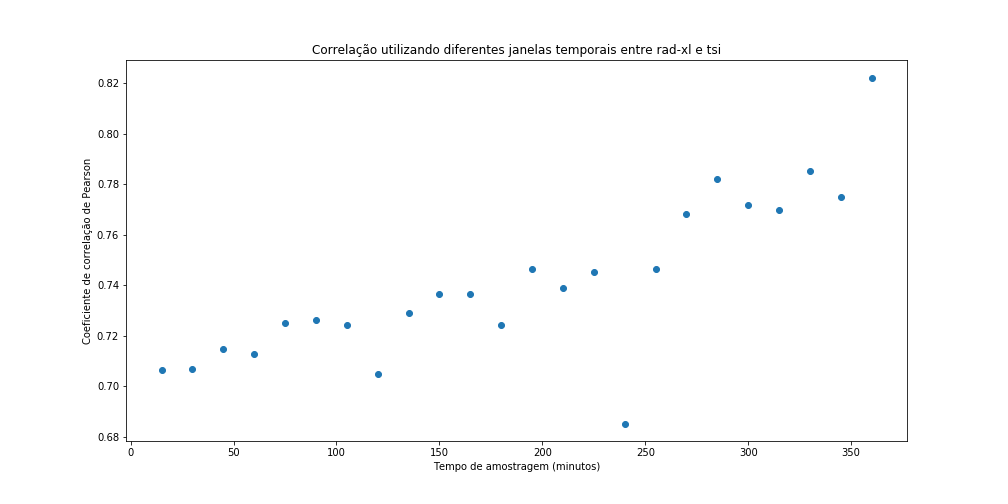 Correlação utilizando diferentes janelas temporais entre rad-xl e tsi
Coeficiente de correlação de Pearson
0.82
0.80
0.78
0.76
0.74
0.72
0.70
0.68
0 50 100 150 200 250 300 350
Tempo de amostragem (minutos)